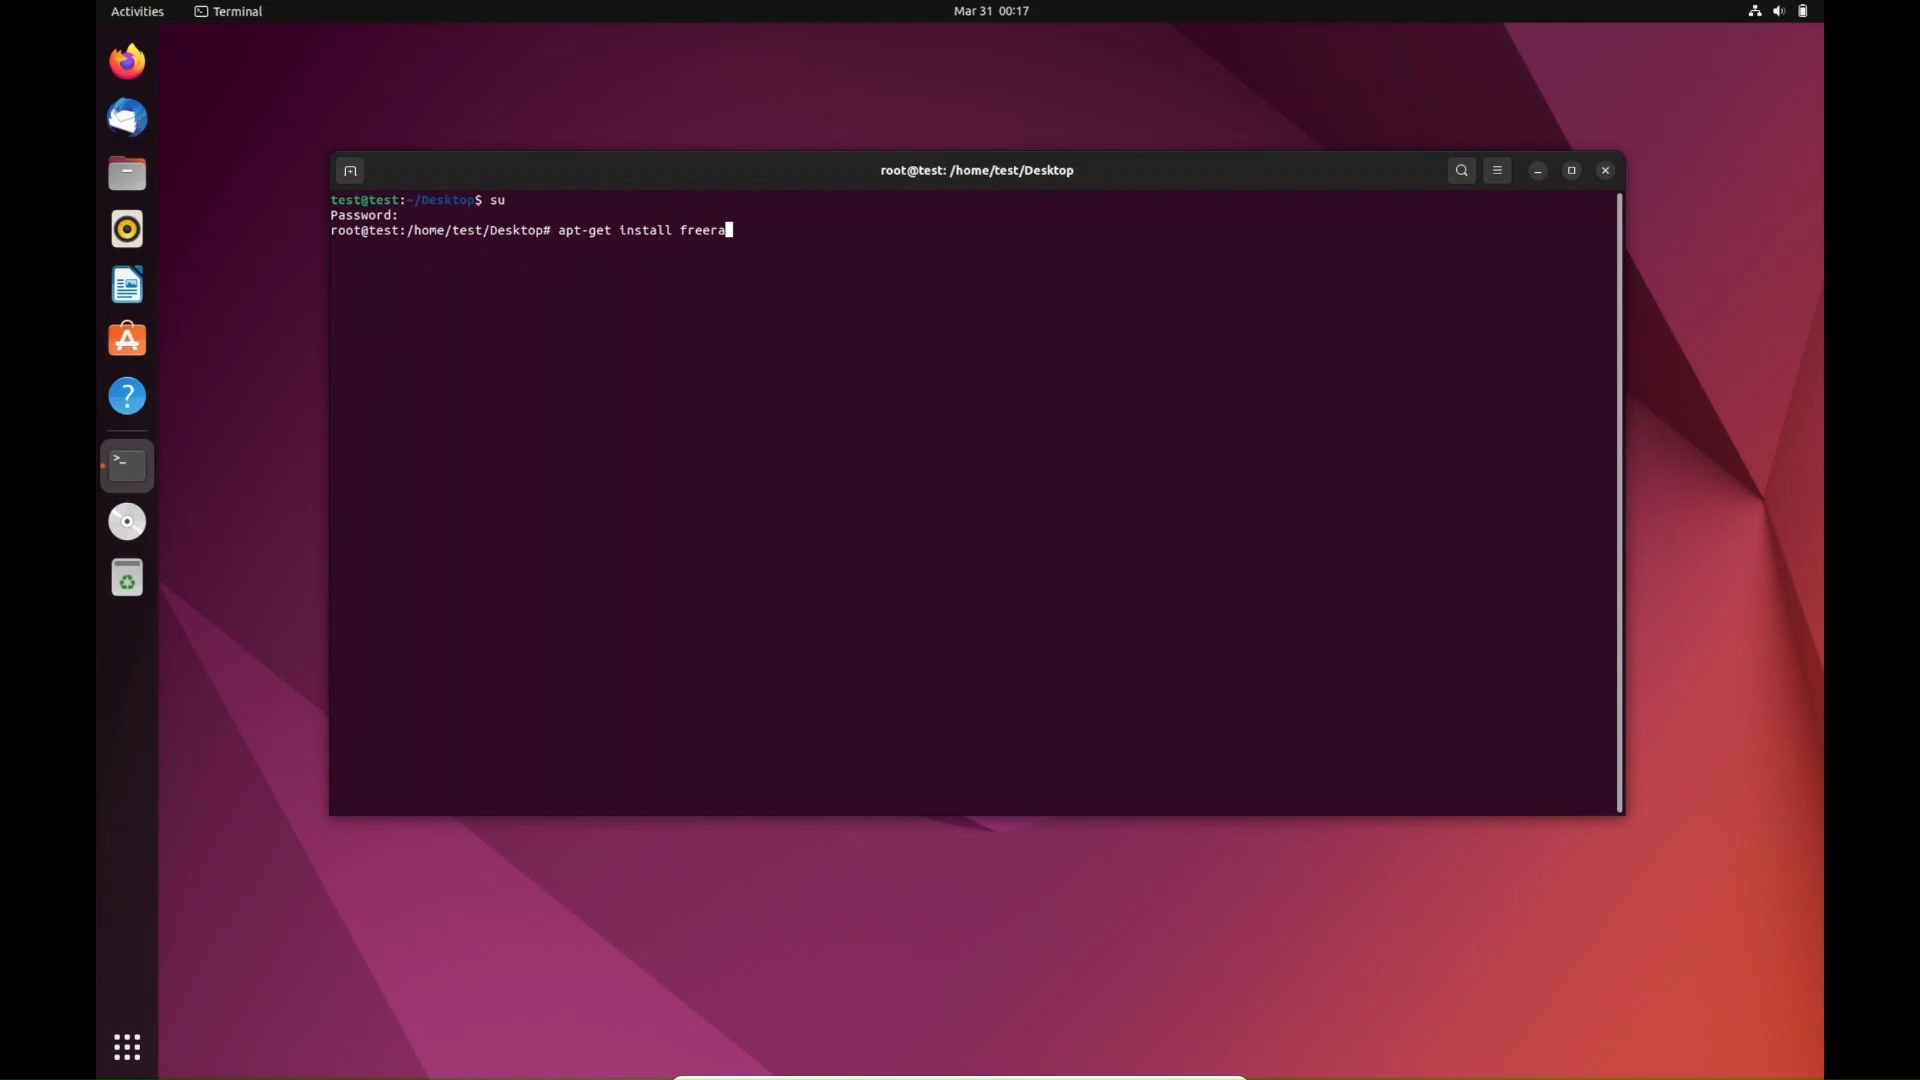 Activities Terminal Mar 31 00:17
root@test: /home/test/Desktop
test@test:~/Desktop$ su
Password:
root@test:/home/test/Desktop# apt-get install freera